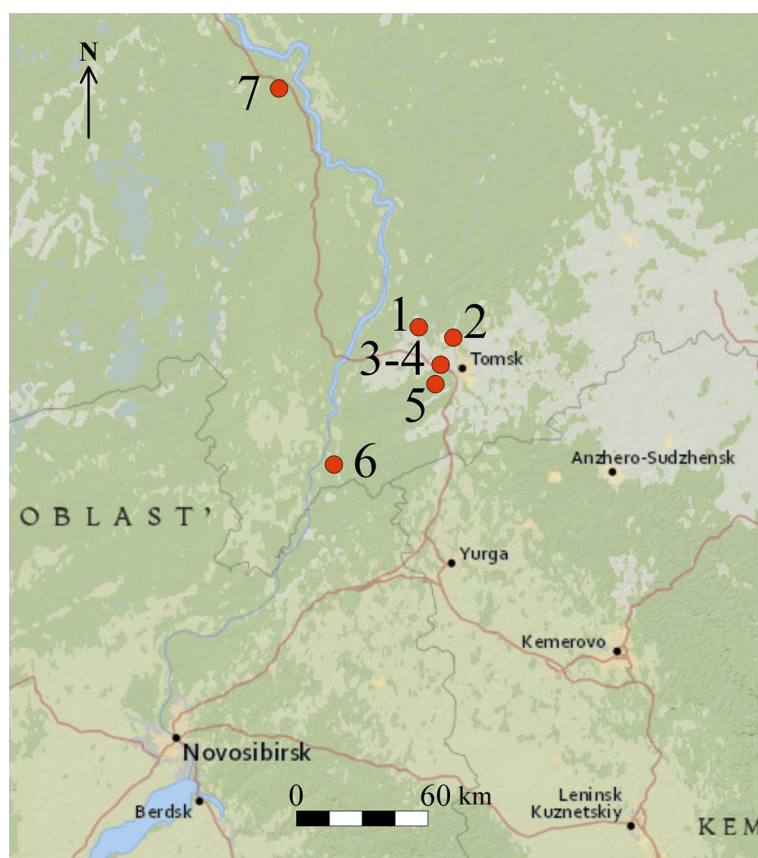 N
7
1
2
3-4
Tomsk
5
6
Anzhero-Sudzhensk
OBLAST'
Yurga
Kemerovo
Novosibirsk
Berdsk
0
60 km
Leninsk
Kuznetskiy
KEM